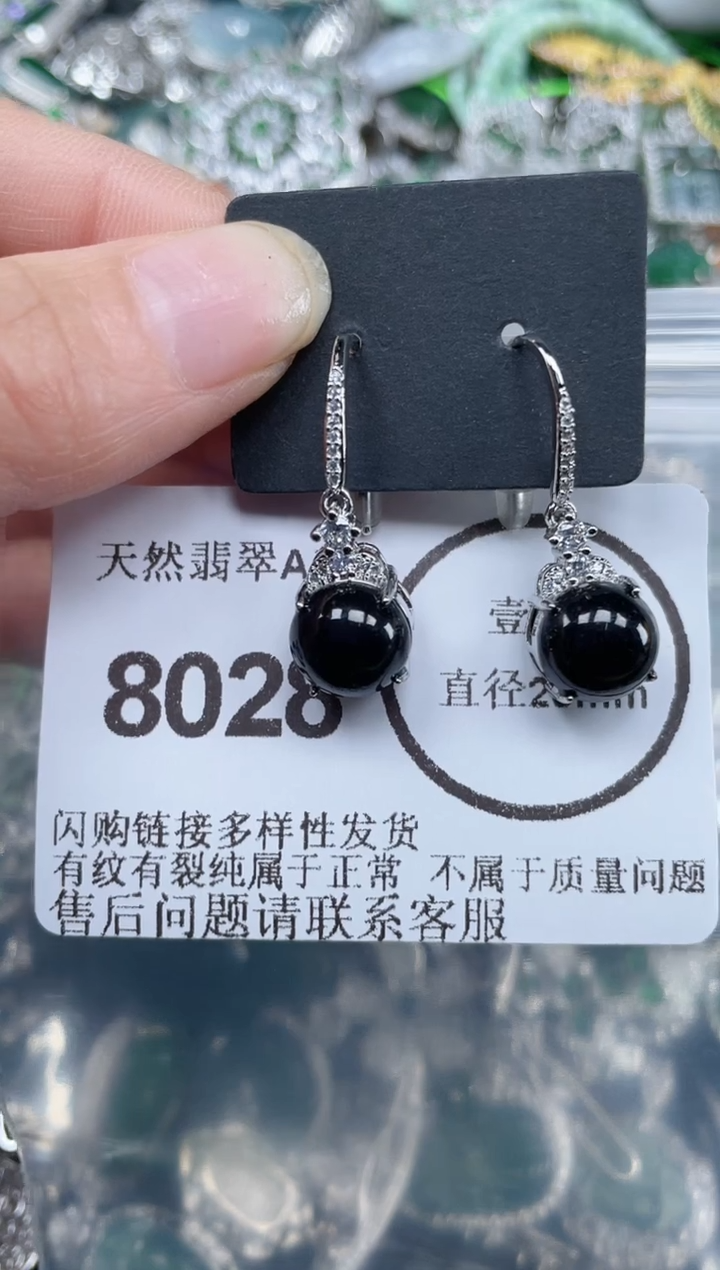 天然翡翠A
8028
壹
直径2
闪购链接多样性发货
有纹有裂纯属于正常 不属于质量问题
售后问题请联系客服